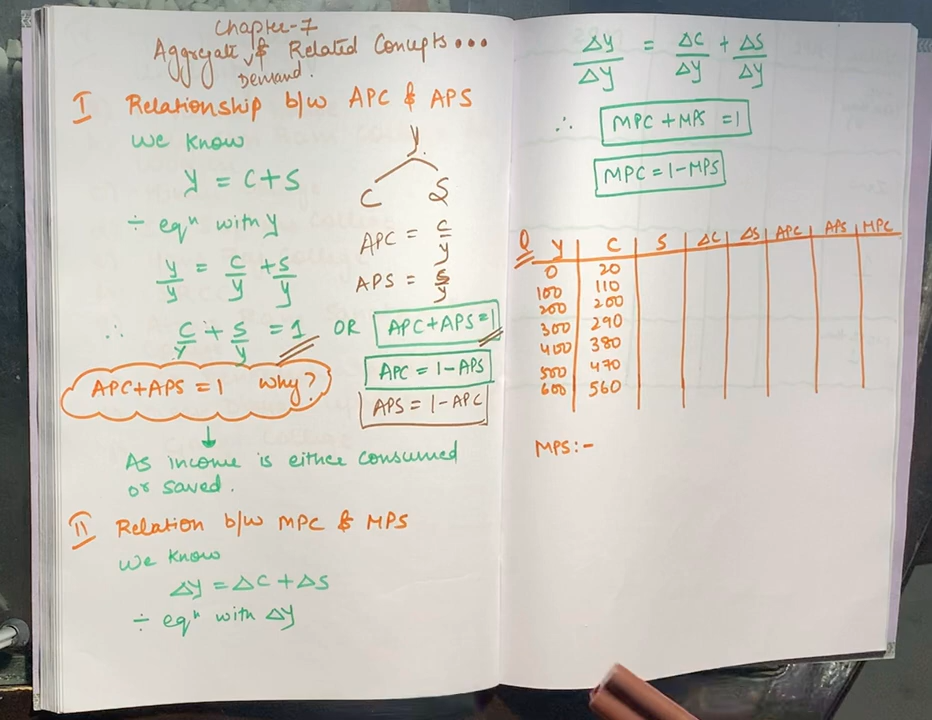 Chapter-7
Aggregate & Related Concepts...
Demand.
I Relationship b/w APC & APS
we know
y = C+S
÷ eqⁿ with y
y/y = C/y + S/y
∴ C/y + S/y = 1 OR APC+APS=1
y
C S
APC = C/y
APS = S/y
APC = 1-APS
APS = 1-APC
APC+APS = 1 why?
↓
As income is either consumed
or saved.
II Relation b/w MPC & MPS
we know
Δy = ΔC + ΔS
÷ eqⁿ with Δy
Δy/Δy = ΔC/Δy + ΔS/Δy
∴ MPC + MPS = 1
MPC = 1-MPS
Q y C S ΔC ΔS APC APS MPC
0 20
100 110
200 200
300 290
400 380
500 470
600 560
MPS:-